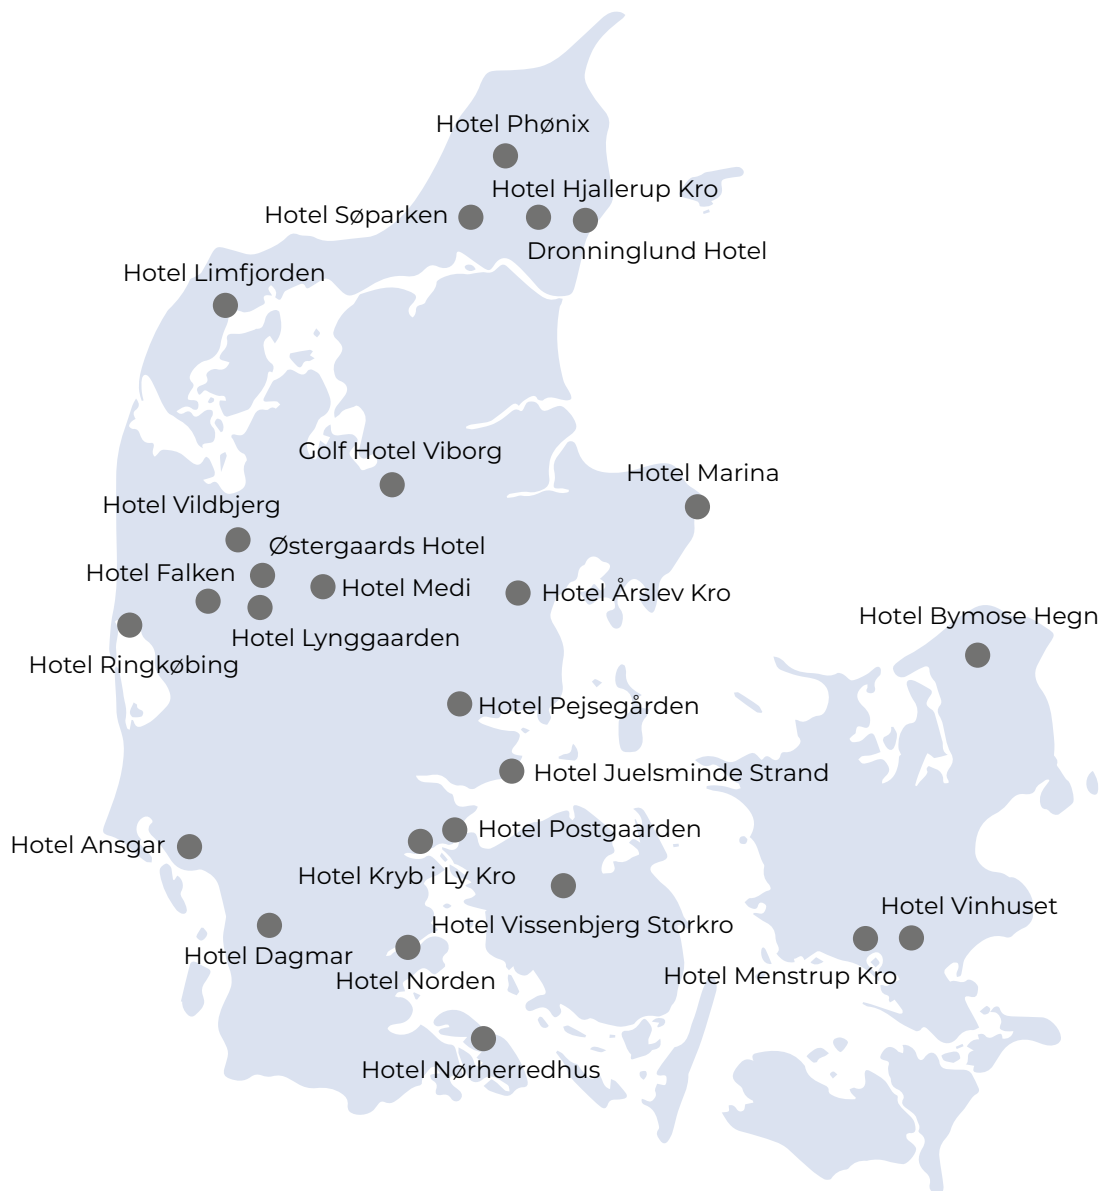 Hotel Phønix
Hotel Hjallerup Kro
Hotel Søparken
Dronninglund Hotel
Hotel Limfjorden
Golf Hotel Viborg
Hotel Marina
Hotel Vildbjerg
Østergaards Hotel
Hotel Falken
Hotel Medi
Hotel Årslev Kro
Hotel Bymose Hegn
Hotel Lynggaarden
Hotel Ringkøbing
Hotel Pejsegården
Hotel Juelsminde Strand
Hotel Postgaarden
Hotel Ansgar
Hotel Kryb i Ly Kro
Hotel Vinhuset
Hotel Vissenbjerg Storkro
Hotel Dagmar
Hotel Menstrup Kro
Hotel Norden
Hotel Nørherredhus